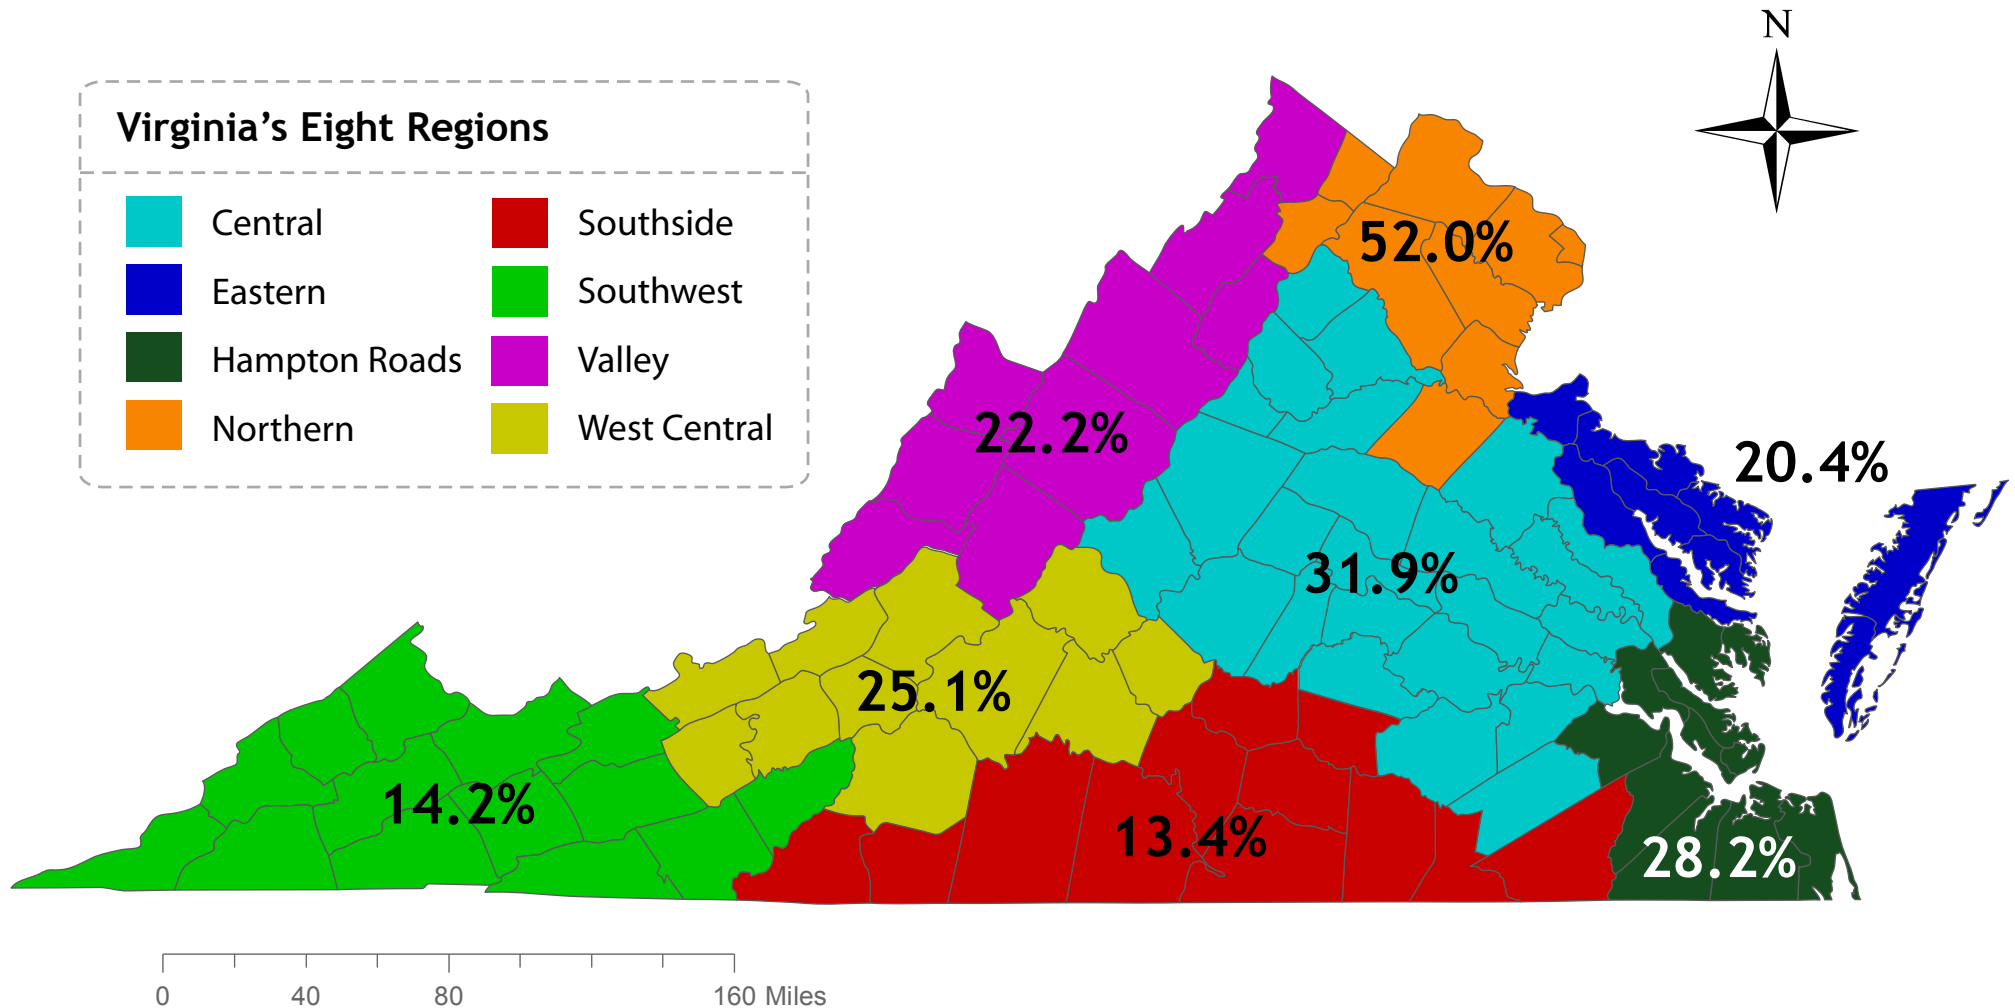 N
Virginia’s Eight Regions
Central
Southside
Eastern
Southwest
Hampton Roads
Valley
Northern
West Central
52.0%
22.2%
20.4%
31.9%
25.1%
14.2%
13.4%
28.2%
0 40 80 160 Miles